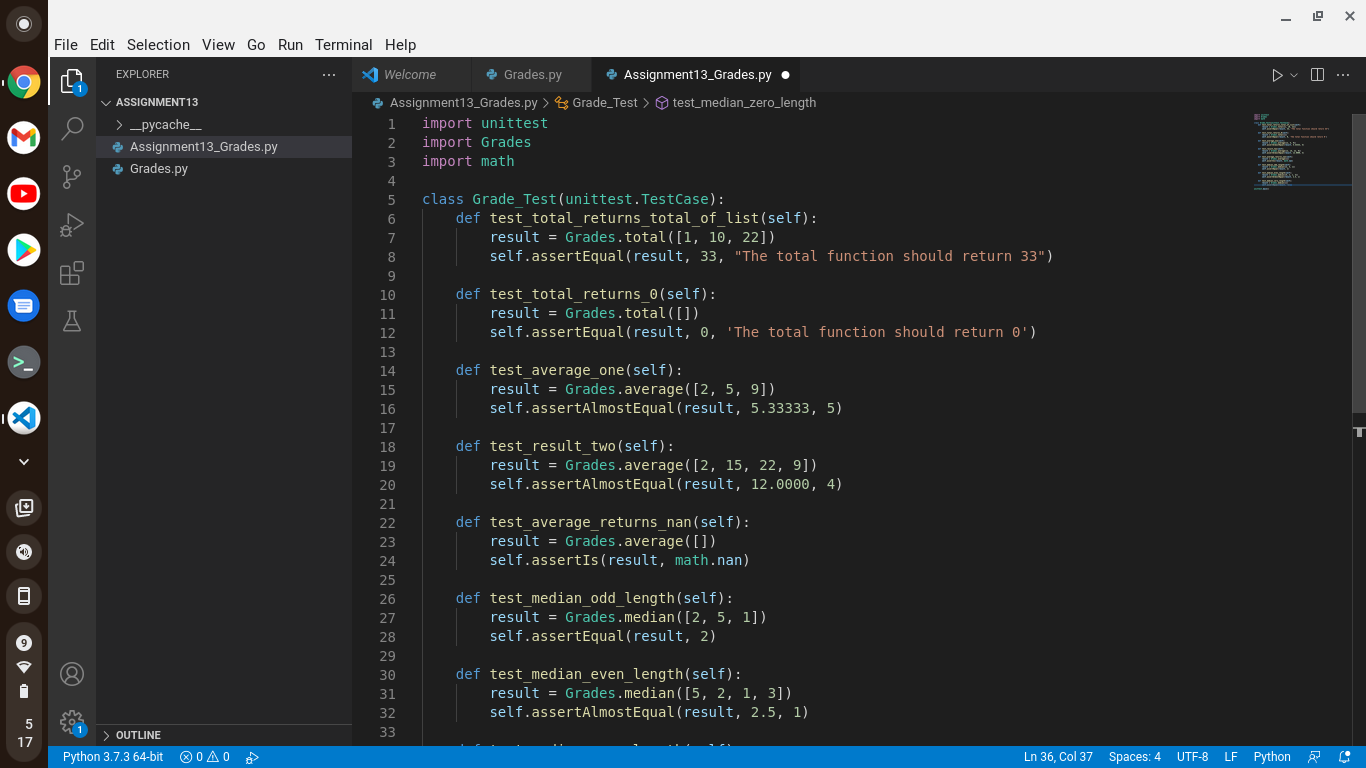 File Edit Selection View Go Run Terminal Help
EXPLORER
ASSIGNMENT13
__pycache__
Assignment13_Grades.py
Grades.py
OUTLINE
Welcome
Grades.py
Assignment13_Grades.py
Assignment13_Grades.py > Grade_Test > test_median_zero_length
1 import unittest
2 import Grades
3 import math
4
5 class Grade_Test(unittest.TestCase):
6     def test_total_returns_total_of_list(self):
7         result = Grades.total([1, 10, 22])
8         self.assertEqual(result, 33, "The total function should return 33")
9
10     def test_total_returns_0(self):
11         result = Grades.total([])
12         self.assertEqual(result, 0, 'The total function should return 0')
13
14     def test_average_one(self):
15         result = Grades.average([2, 5, 9])
16         self.assertAlmostEqual(result, 5.33333, 5)
17
18     def test_result_two(self):
19         result = Grades.average([2, 15, 22, 9])
20         self.assertAlmostEqual(result, 12.0000, 4)
21
22     def test_average_returns_nan(self):
23         result = Grades.average([])
24         self.assertIs(result, math.nan)
25
26     def test_median_odd_length(self):
27         result = Grades.median([2, 5, 1])
28         self.assertEqual(result, 2)
29
30     def test_median_even_length(self):
31         result = Grades.median([5, 2, 1, 3])
32         self.assertAlmostEqual(result, 2.5, 1)
33
1
1
9
5
17
Python 3.7.3 64-bit
0 0
Ln 36, Col 37
Spaces: 4
UTF-8
LF
Python